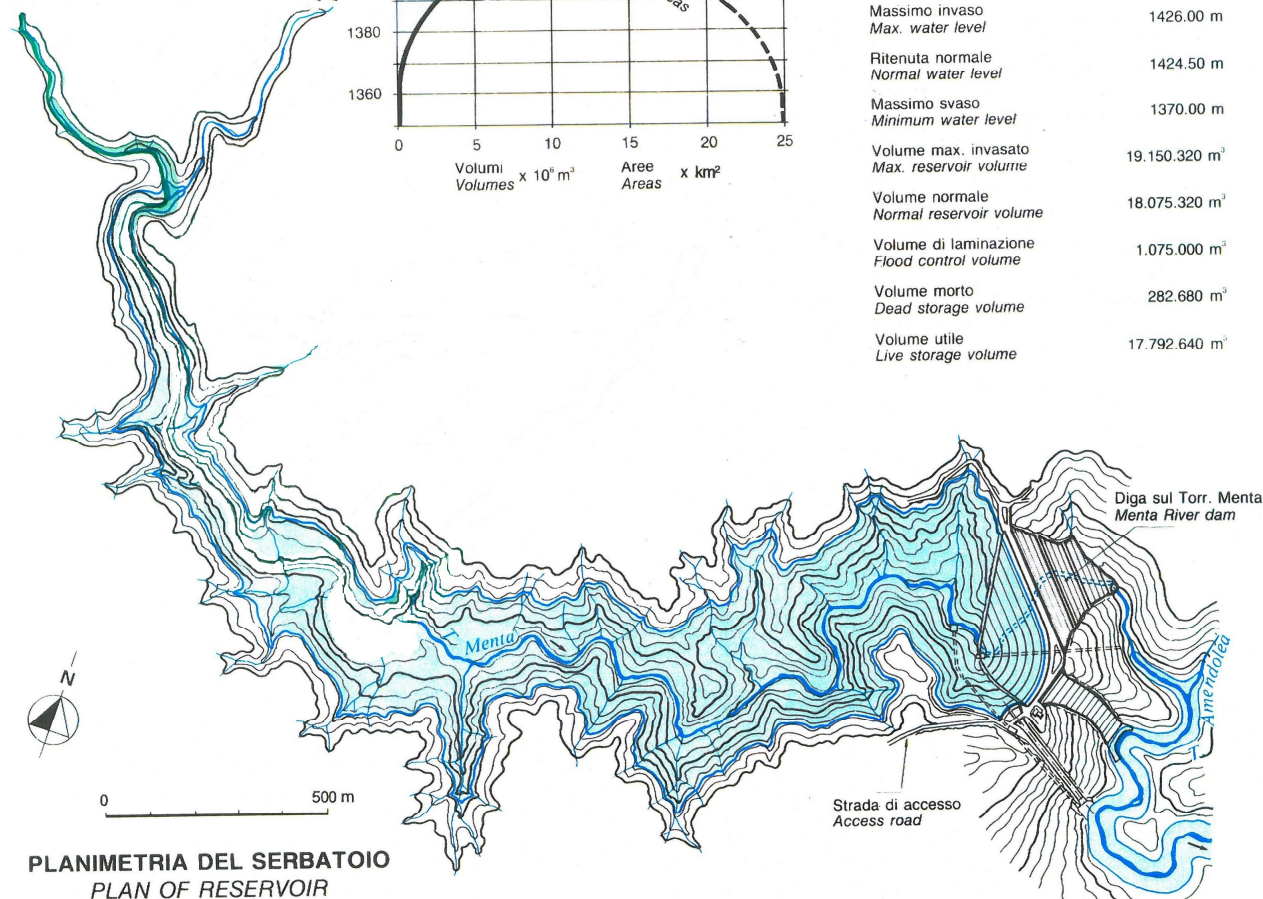 Massimo invaso 1426.00 m
Max. water level
Ritenuta normale 1424.50 m
Normal water level
Massimo svaso 1370.00 m
Minimum water level
Volume max. invasato 19.150.320 m³
Max. reservoir volume
Volume normale 18.075.320 m³
Normal reservoir volume
Volume di laminazione 1.075.000 m³
Flood control volume
Volume morto 282.680 m³
Dead storage volume
Volume utile 17.792.640 m³
Live storage volume
1380
1360
0 5 10 15 20 25
Volumi x 10⁶ m³ Aree x km²
Volumes Areas
Diga sul Torr. Menta
Menta River dam
T. Menta
T. Amendolea
N
0 500 m
Strada di accesso
Access road
PLANIMETRIA DEL SERBATOIO
PLAN OF RESERVOIR